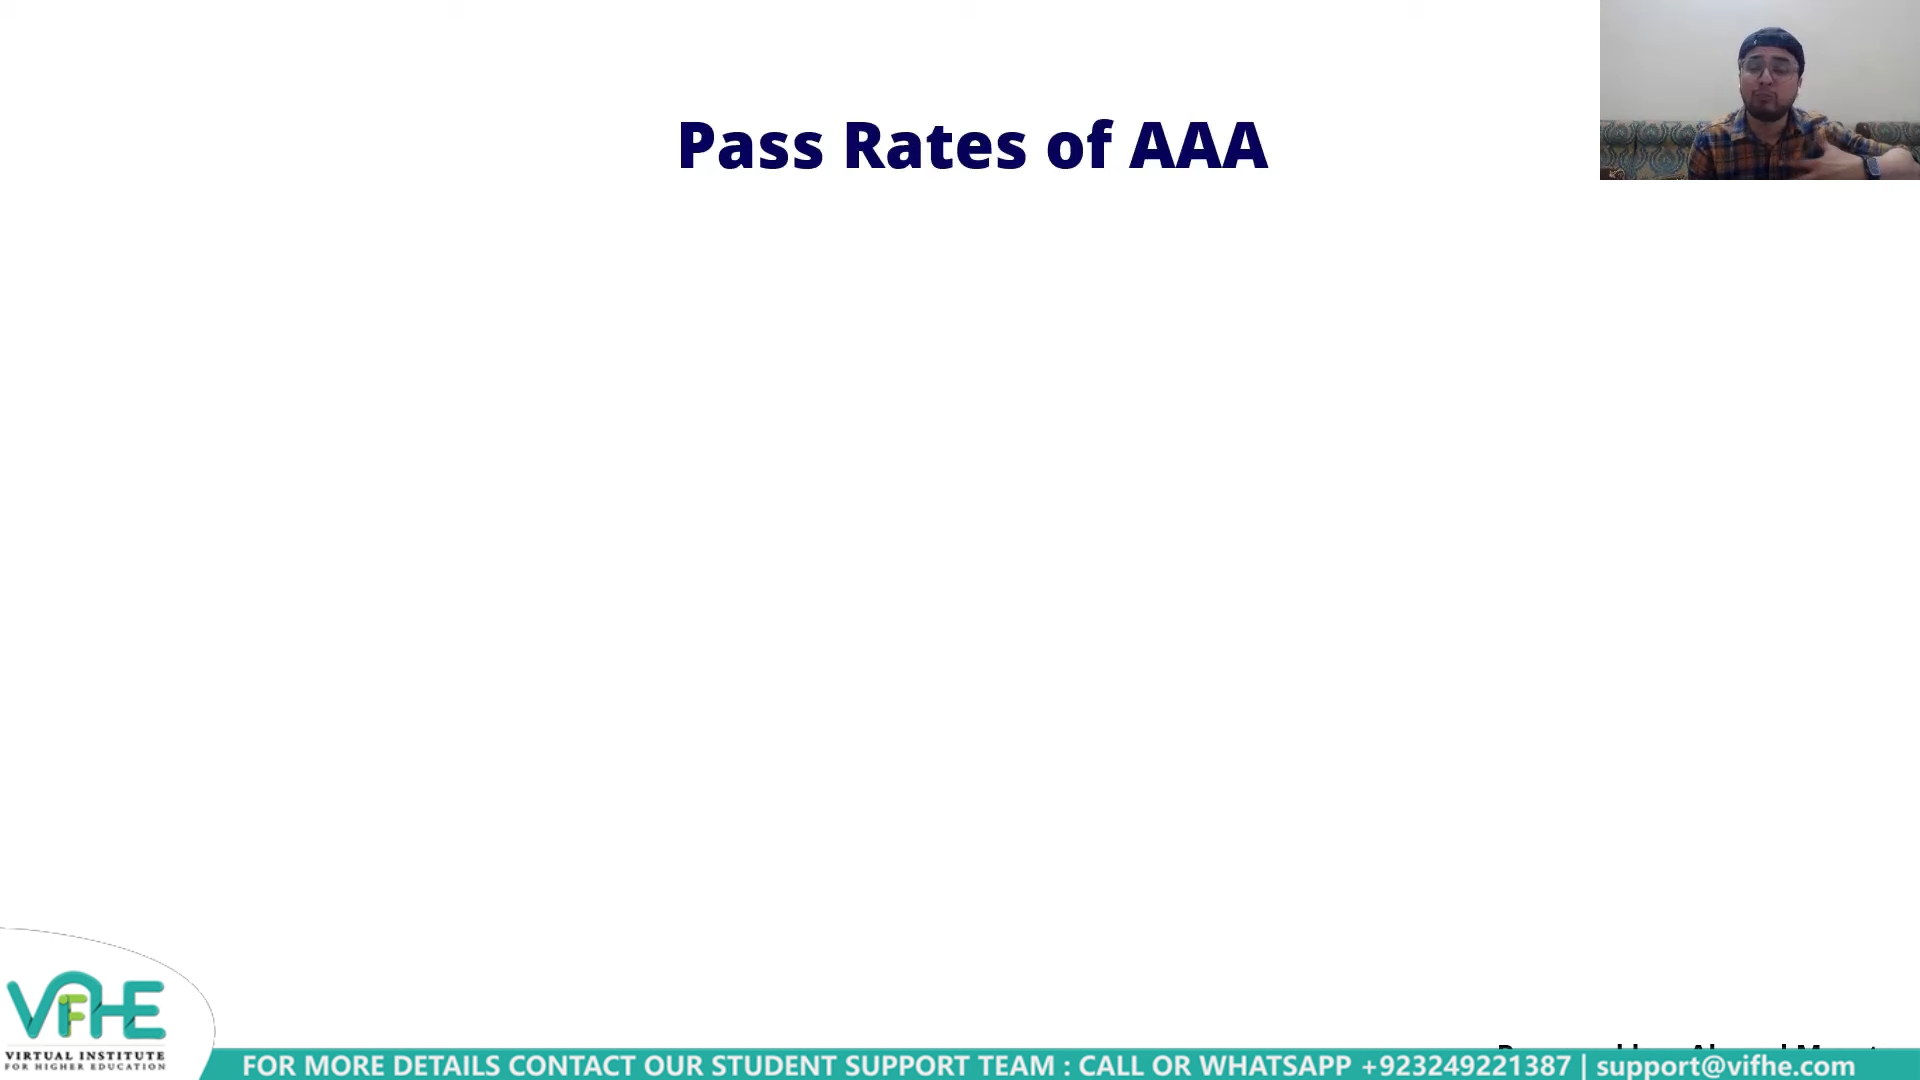 Pass Rates of AAA
VIFHE
VIRTUAL INSTITUTE
FOR HIGHER EDUCATION
FOR MORE DETAILS CONTACT OUR STUDENT SUPPORT TEAM : CALL OR WHATSAPP +923249221387 | support@vifhe.com